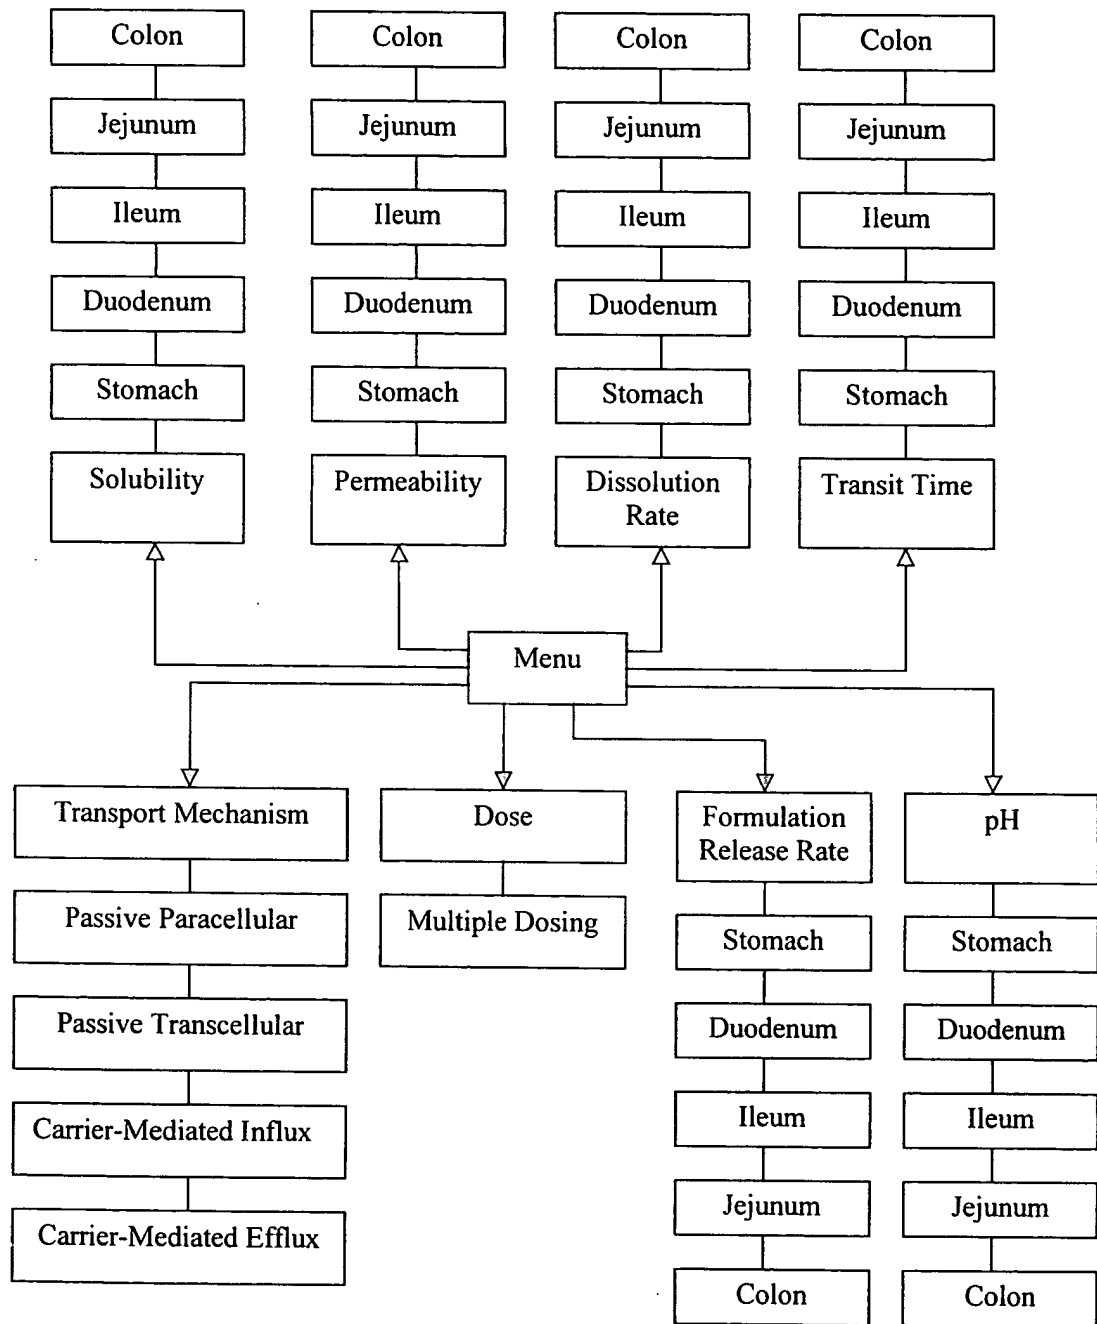 Colon
Colon
Colon
Colon
Jejunum
Jejunum
Jejunum
Jejunum
Ileum
Ileum
Ileum
Ileum
Duodenum
Duodenum
Duodenum
Duodenum
Stomach
Stomach
Stomach
Stomach
Solubility
Permeability
Dissolution
Rate
Transit Time
Menu
Transport Mechanism
Dose
Formulation
Release Rate
pH
Passive Paracellular
Multiple Dosing
Stomach
Stomach
Passive Transcellular
Duodenum
Duodenum
Carrier-Mediated Influx
Ileum
Ileum
Carrier-Mediated Efflux
Jejunum
Jejunum
Colon
Colon